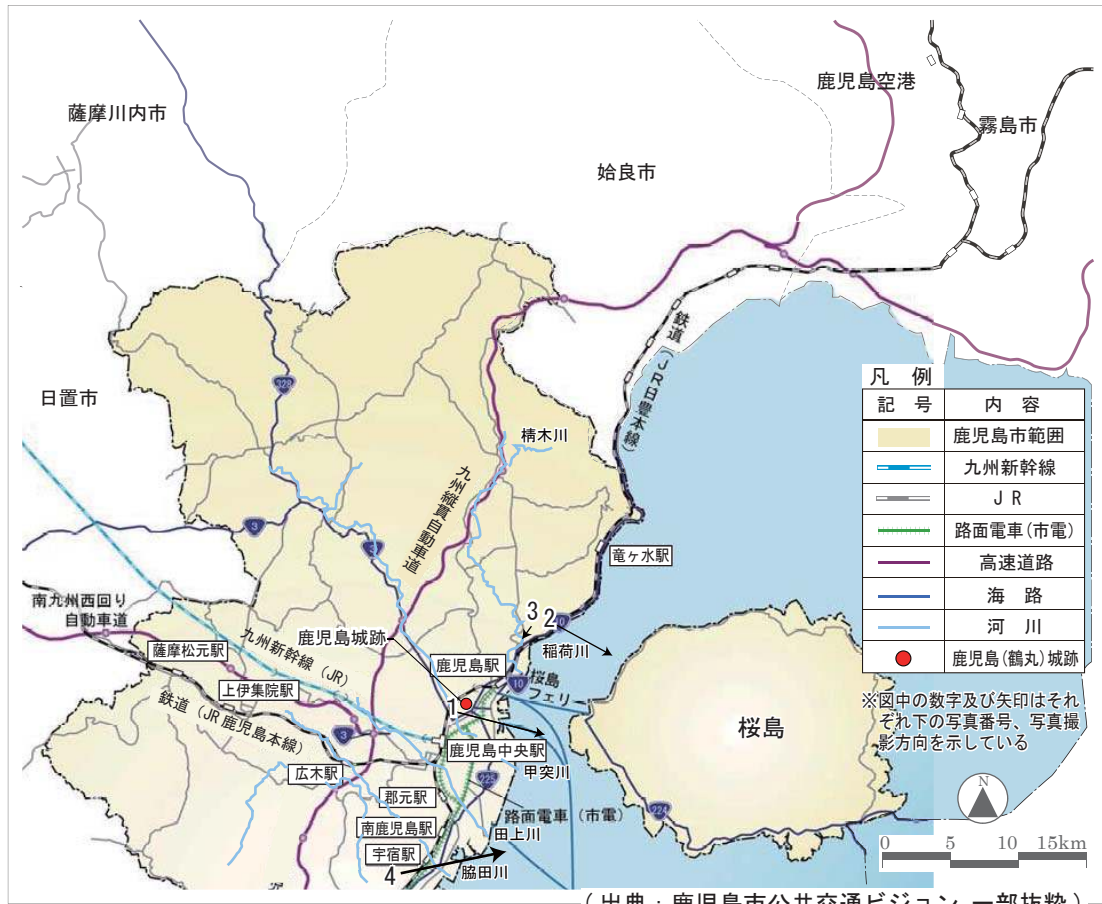 鹿児島空港
薩摩川内市
霧島市
姶良市
鉄道（JR日豊本線）
凡 例
記 号
内 容
鹿児島市範囲
九州新幹線
J R
路面電車(市電)
高速道路
海 路
河 川
鹿児島(鶴丸)城跡
※図中の数字及び矢印はそれ
ぞれ下の写真番号、写真撮
影方向を示している
日置市
328
棈木川
九州縦貫自動車道
3
3
竜ヶ水駅
南九州西回り
自動車道
3 2
10
稲荷川
鹿児島城跡
薩摩松元駅
九州新幹線（JR）
鹿児島駅
桜島
フェリー
10
上伊集院駅
鉄道（JR鹿児島本線）
1
桜島
3
鹿児島中央駅
甲突川
広木駅
225
郡元駅
路面電車（市電）
224
南鹿児島駅
田上川
宇宿駅
4
脇田川
N
0 5 10 15km
（出典：鹿児島市公共交通ビジョン 一部抜粋）